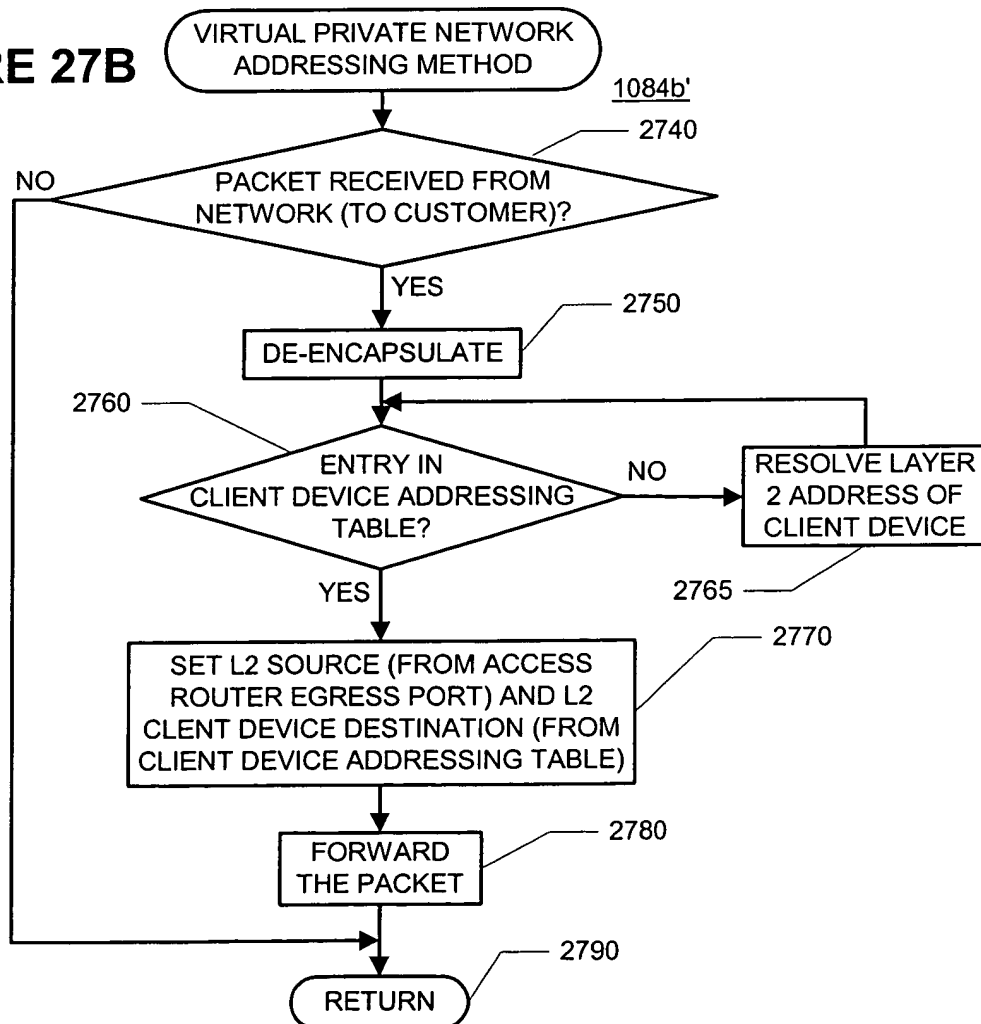 RE 27B
VIRTUAL PRIVATE NETWORK
ADDRESSING METHOD
1084b'
2740
NO
PACKET RECEIVED FROM
NETWORK (TO CUSTOMER)?
YES
2750
DE-ENCAPSULATE
2760
ENTRY IN
CLIENT DEVICE ADDRESSING
TABLE?
NO
RESOLVE LAYER
2 ADDRESS OF
CLIENT DEVICE
2765
YES
2770
SET L2 SOURCE (FROM ACCESS
ROUTER EGRESS PORT) AND L2
CLENT DEVICE DESTINATION (FROM
CLIENT DEVICE ADDRESSING TABLE)
2780
FORWARD
THE PACKET
2790
RETURN